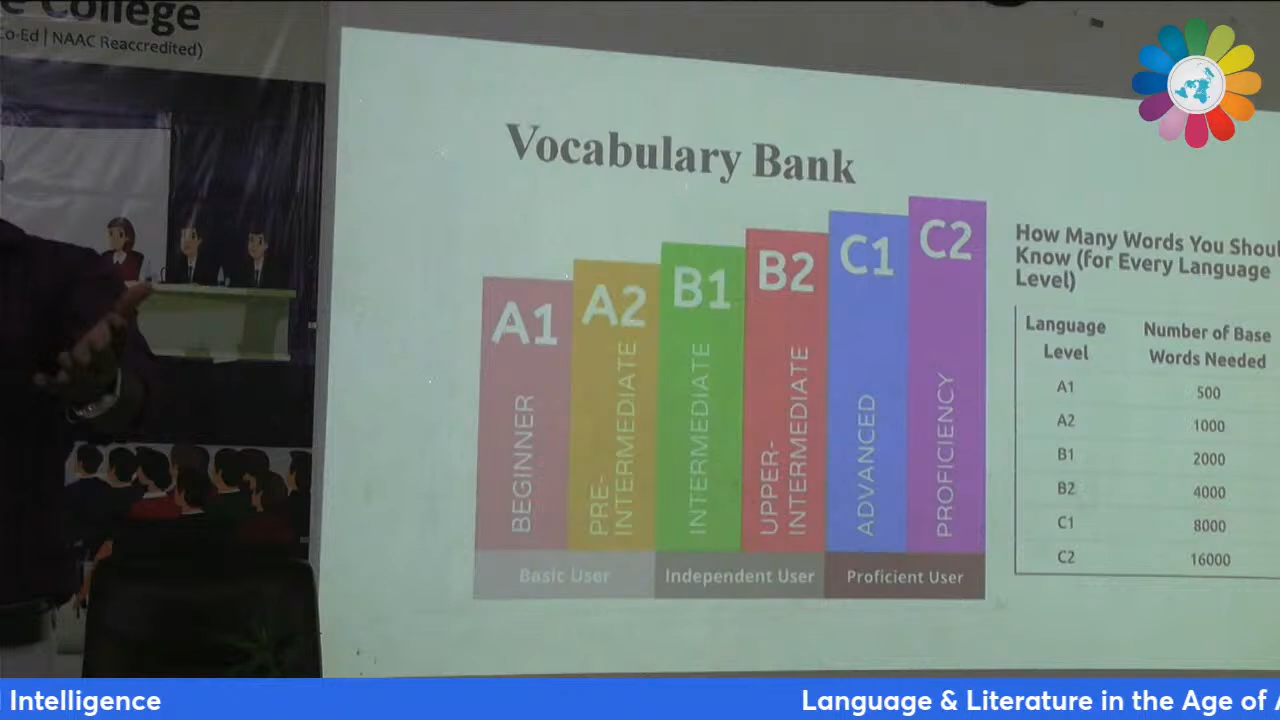 College
Co-Ed | NAAC Reaccredited)
Vocabulary Bank
A1
BEGINNER
A2
PRE-
INTERMEDIATE
B1
INTERMEDIATE
B2
UPPER-
INTERMEDIATE
C1
ADVANCED
C2
PROFICIENCY
Basic User
Independent User
Proficient User
How Many Words You
Know (for Every Language
Level)
Language Level
Number of Base Words Needed
A1 500
A2 1000
B1 2000
B2 4000
C1 8000
C2 16000
Intelligence
Language & Literature in the Age of